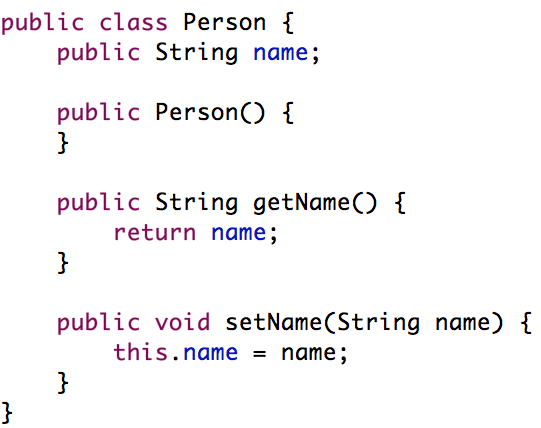 public class Person {
    public String name;

    public Person() {
    }

    public String getName() {
        return name;
    }

    public void setName(String name) {
        this.name = name;
    }
}